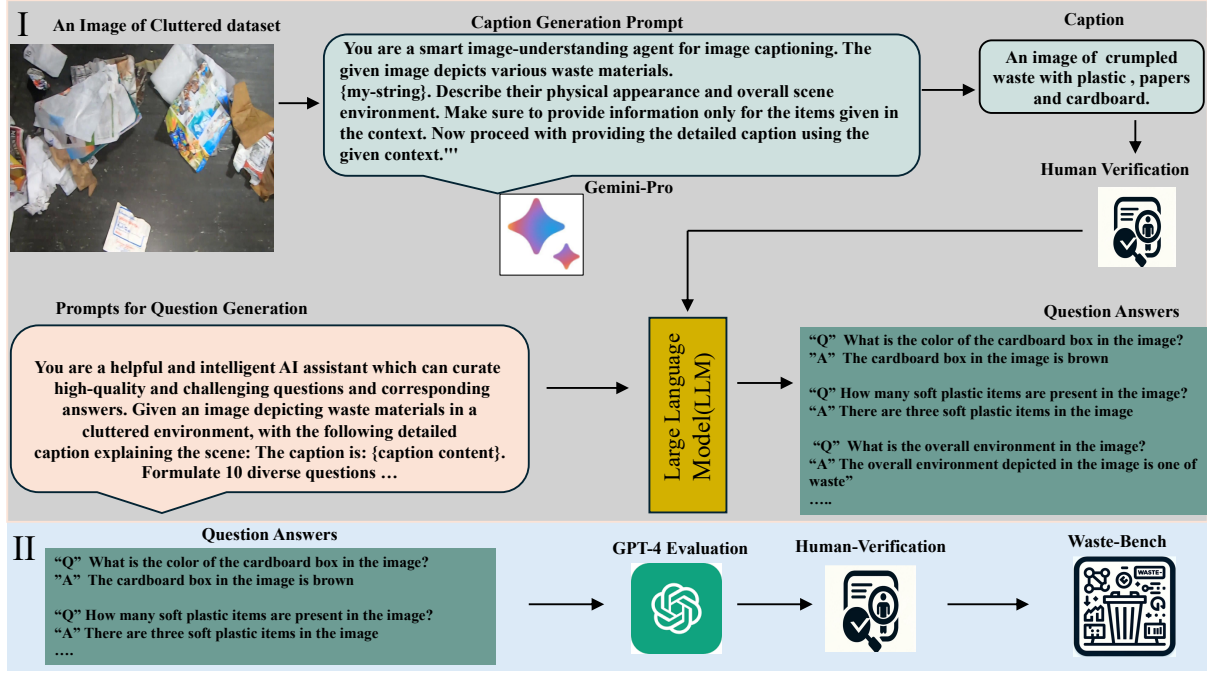 I
An Image of Cluttered dataset
Caption Generation Prompt
You are a smart image-understanding agent for image captioning. The
given image depicts various waste materials.
{my-string}. Describe their physical appearance and overall scene
environment. Make sure to provide information only for the items given in
the context. Now proceed with providing the detailed caption using the
given context.'''
Gemini-Pro
Caption
An image of crumpled
waste with plastic , papers
and cardboard.
Human Verification
Prompts for Question Generation
You are a helpful and intelligent AI assistant which can curate
high-quality and challenging questions and corresponding
answers. Given an image depicting waste materials in a
cluttered environment, with the following detailed
caption explaining the scene: The caption is: {caption content}.
Formulate 10 diverse questions …
Large Language
Model(LLM)
Question Answers
“Q” What is the color of the cardboard box in the image?
”A” The cardboard box in the image is brown
“Q” How many soft plastic items are present in the image?
“A” There are three soft plastic items in the image
“Q” What is the overall environment in the image?
“A” The overall environment depicted in the image is one of
waste”
…..
II
Question Answers
“Q” What is the color of the cardboard box in the image?
”A” The cardboard box in the image is brown
“Q” How many soft plastic items are present in the image?
“A” There are three soft plastic items in the image
….
GPT-4 Evaluation
Human-Verification
Waste-Bench
WASTE-